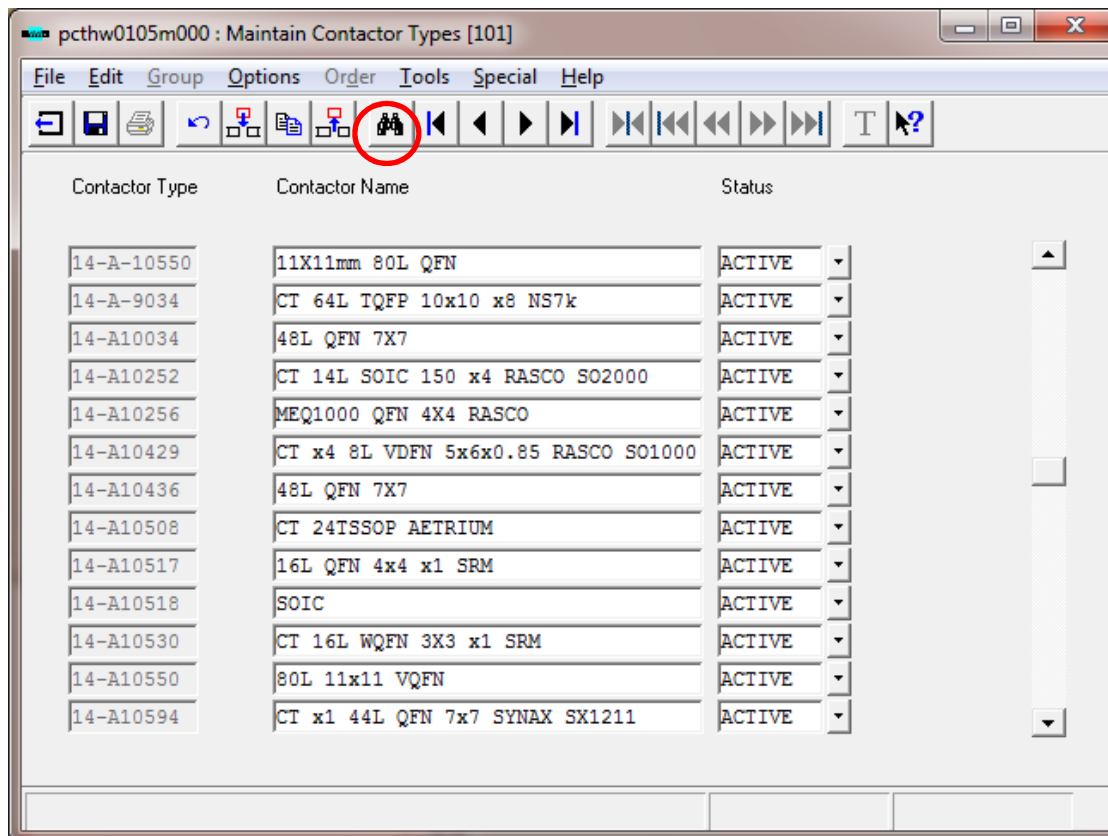 pcthw0105m000 : Maintain Contactor Types [101]
File Edit Group Options Order Tools Special Help
T ?
Contactor Type Contactor Name Status
14-A-10550 11X11mm 80L QFN ACTIVE
14-A-9034 CT 64L TQFP 10x10 x8 NS7k ACTIVE
14-A10034 48L QFN 7X7 ACTIVE
14-A10252 CT 14L SOIC 150 x4 RASCO SO2000 ACTIVE
14-A10256 MEQ1000 QFN 4X4 RASCO ACTIVE
14-A10429 CT x4 8L VDFN 5x6x0.85 RASCO SO1000 ACTIVE
14-A10436 48L QFN 7X7 ACTIVE
14-A10508 CT 24TSSOP AETRIUM ACTIVE
14-A10517 16L QFN 4x4 x1 SRM ACTIVE
14-A10518 SOIC ACTIVE
14-A10530 CT 16L WQFN 3X3 x1 SRM ACTIVE
14-A10550 80L 11x11 VQFN ACTIVE
14-A10594 CT x1 44L QFN 7x7 SYNAX SX1211 ACTIVE